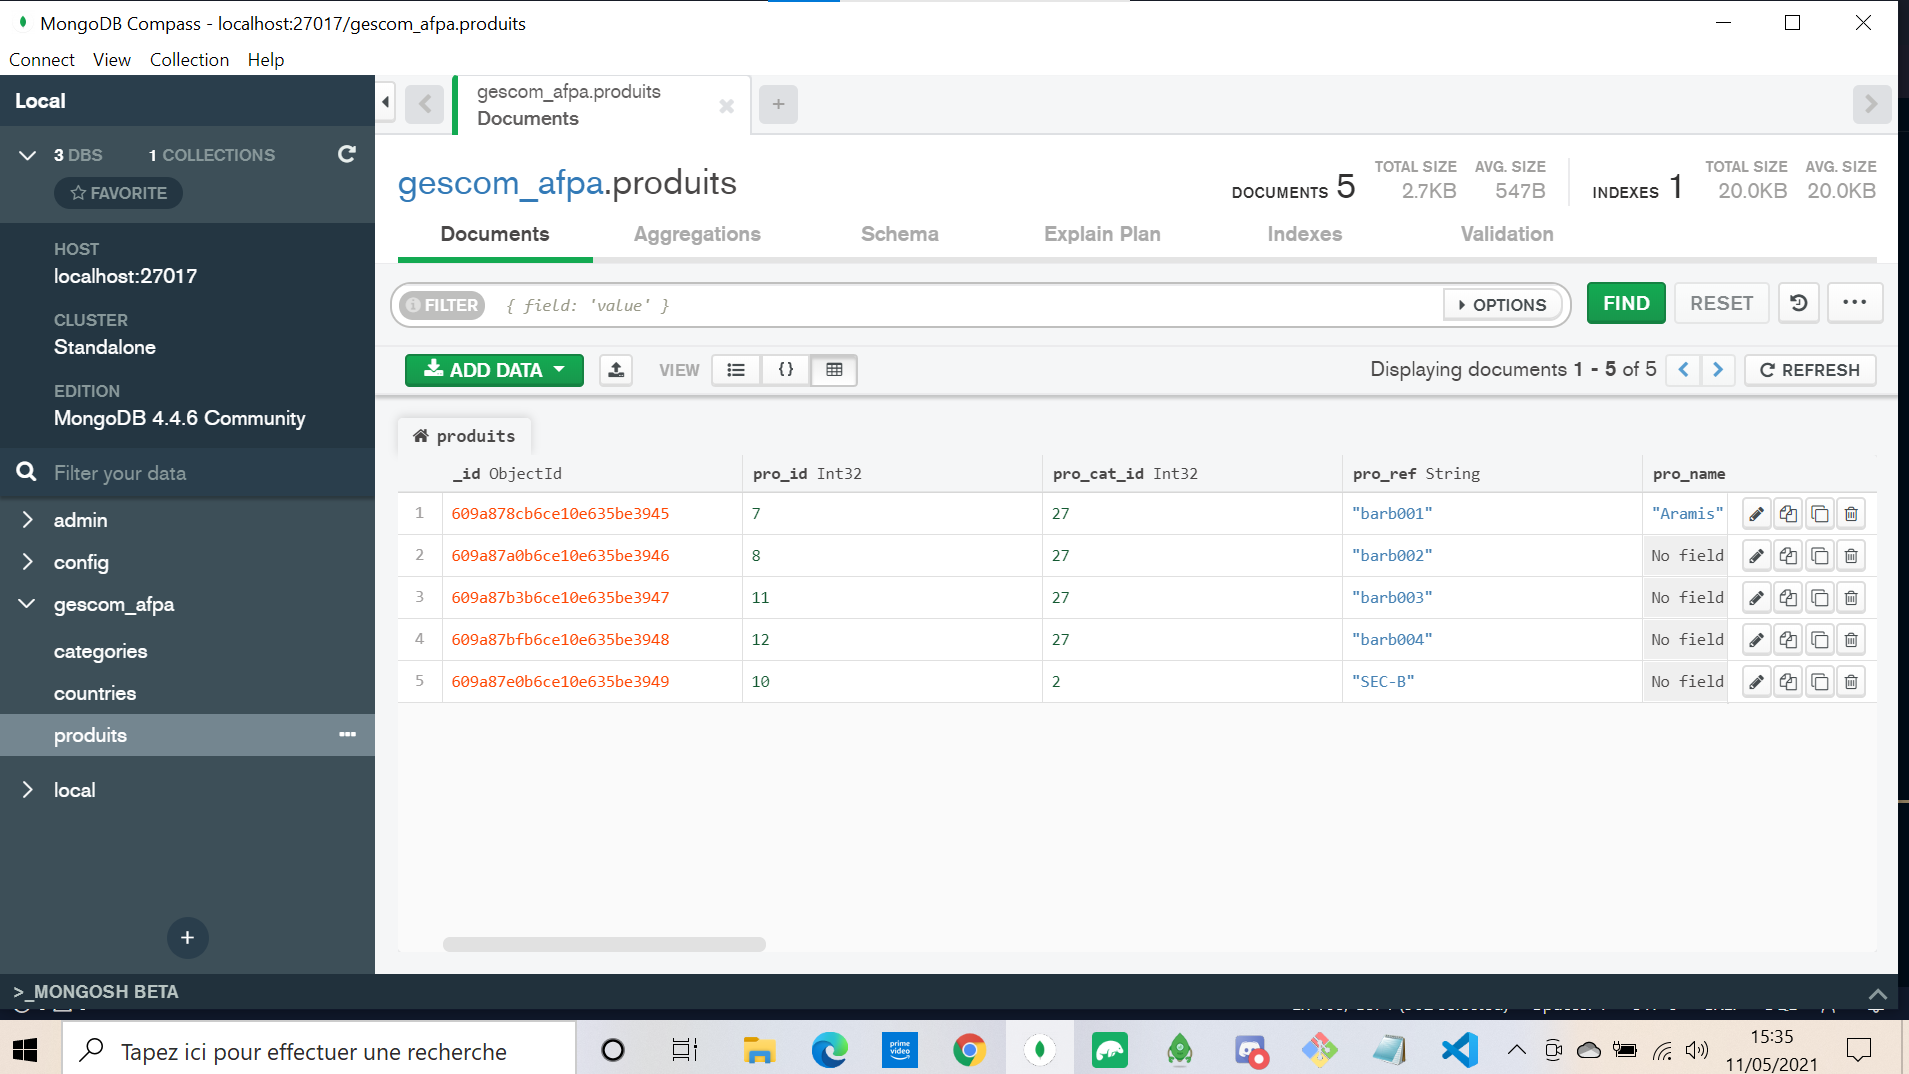 MongoDB Compass - localhost:27017/gescom_afpa.produits
Connect View Collection Help
Local
3 DBS 1 COLLECTIONS
FAVORITE
HOST
localhost:27017
CLUSTER
Standalone
EDITION
MongoDB 4.4.6 Community
Filter your data
admin
config
gescom_afpa
categories
countries
produits
local
>_MONGOSH BETA
gescom_afpa.produits
Documents
gescom_afpa.produits
DOCUMENTS 5
TOTAL SIZE
2.7KB
AVG. SIZE
547B
INDEXES 1
TOTAL SIZE
20.0KB
AVG. SIZE
20.0KB
Documents Aggregations Schema Explain Plan Indexes Validation
FILTER { field: 'value' } OPTIONS FIND RESET
ADD DATA VIEW {} Displaying documents 1 - 5 of 5 REFRESH
produits
_id ObjectId pro_id Int32 pro_cat_id Int32 pro_ref String pro_name
1 609a878cb6ce10e635be3945 7 27 "barb001" "Aramis"
2 609a87a0b6ce10e635be3946 8 27 "barb002" No field
3 609a87b3b6ce10e635be3947 11 27 "barb003" No field
4 609a87bfb6ce10e635be3948 12 27 "barb004" No field
5 609a87e0b6ce10e635be3949 10 2 "SEC-B" No field
Tapez ici pour effectuer une recherche
prime video
15:35
11/05/2021